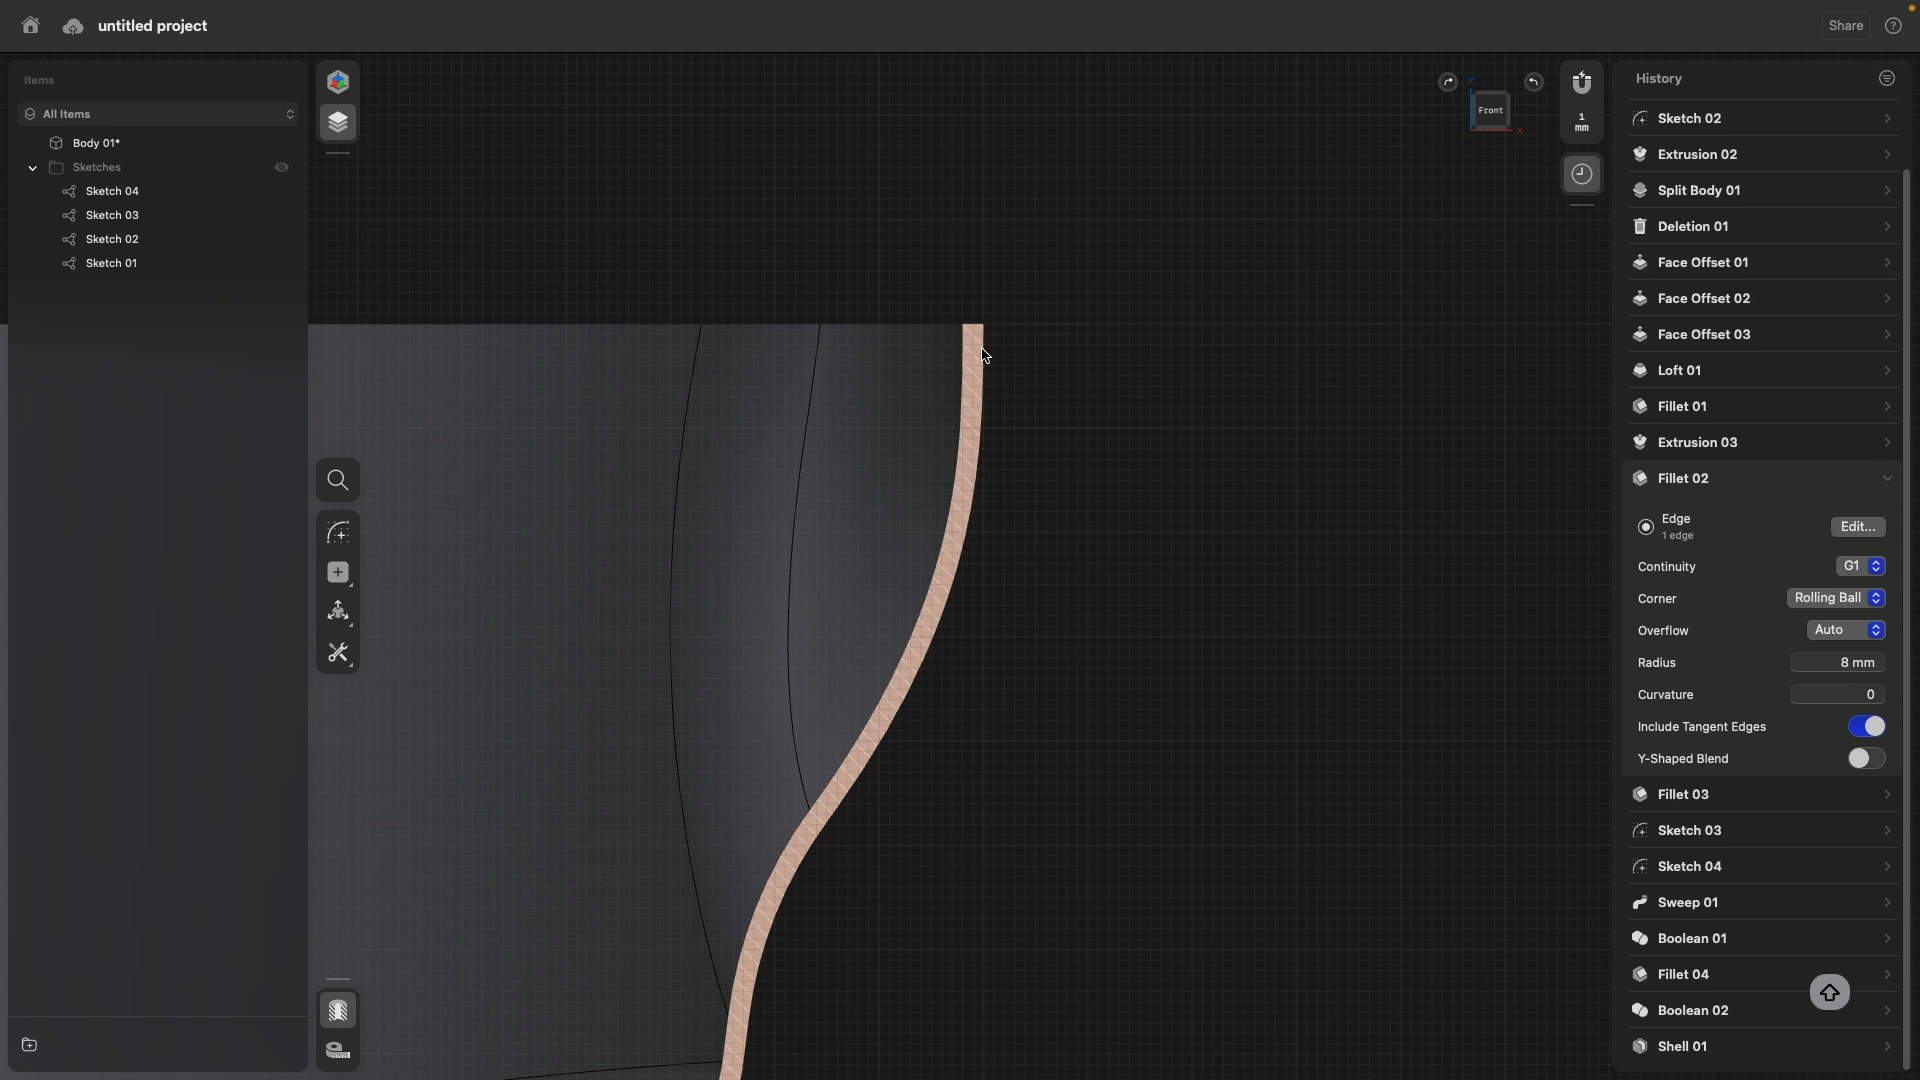 untitled project
Share
Items
All Items
Body 01*
Sketches
Sketch 04
Sketch 03
Sketch 02
Sketch 01
Z
Front
X
1
mm
History
Sketch 02
Extrusion 02
Split Body 01
Deletion 01
Face Offset 01
Face Offset 02
Face Offset 03
Loft 01
Fillet 01
Extrusion 03
Fillet 02
Edge
1 edge
Edit...
Continuity
G1
Corner
Rolling Ball
Overflow
Auto
Radius
8 mm
Curvature
0
Include Tangent Edges
Y-Shaped Blend
Fillet 03
Sketch 03
Sketch 04
Sweep 01
Boolean 01
Fillet 04
Boolean 02
Shell 01